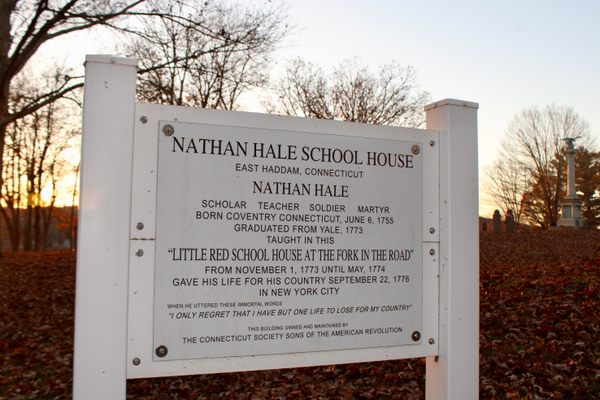 NATHAN HALE SCHOOL HOUSE
EAST HADDAM, CONNECTICUT
NATHAN HALE
SCHOLAR TEACHER SOLDIER MARTYR
BORN COVENTRY CONNECTICUT, JUNE 6, 1755
GRADUATED FROM YALE, 1773
TAUGHT IN THIS
“LITTLE RED SCHOOL HOUSE AT THE FORK IN THE ROAD”
FROM NOVEMBER 1, 1773 UNTIL MAY, 1774
GAVE HIS LIFE FOR HIS COUNTRY SEPTEMBER 22, 1776
IN NEW YORK CITY
WHEN HE UTTERED THESE IMMORTAL WORDS
“I ONLY REGRET THAT I HAVE BUT ONE LIFE TO LOSE FOR MY COUNTRY”
THIS BUILDING OWNED AND MAINTAINED BY
THE CONNECTICUT SOCIETY SONS OF THE AMERICAN REVOLUTION